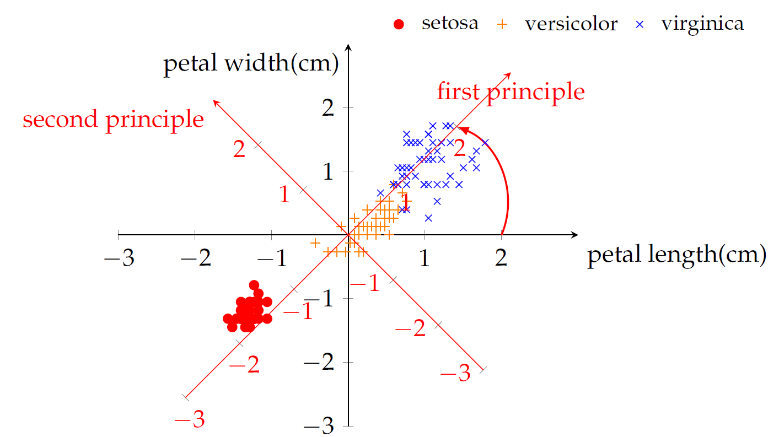 setosa versicolor virginica
petal width(cm)
first principle
second principle
2
2
2
1
1
1
−3 −2 −1 1 2
petal length(cm)
−1
−1
−1
−2
−2
−2
−3
−3
−3